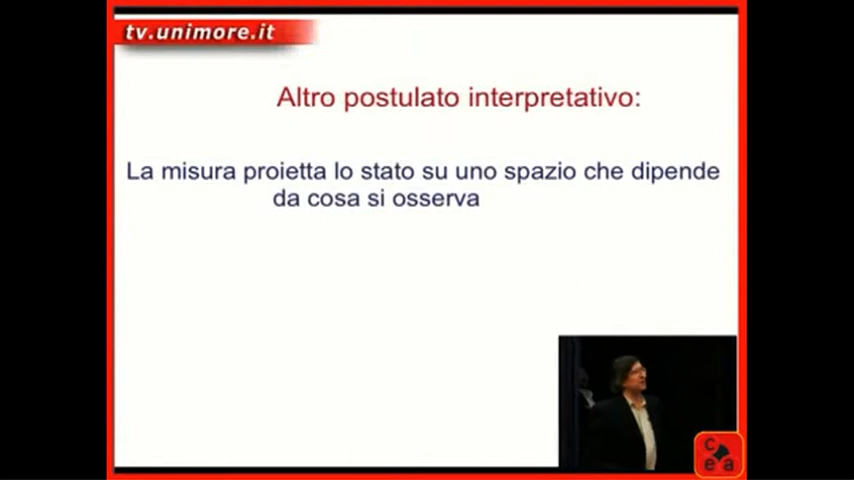 tv.unimore.it
Altro postulato interpretativo:
La misura proietta lo stato su uno spazio che dipende
da cosa si osserva
c
e a